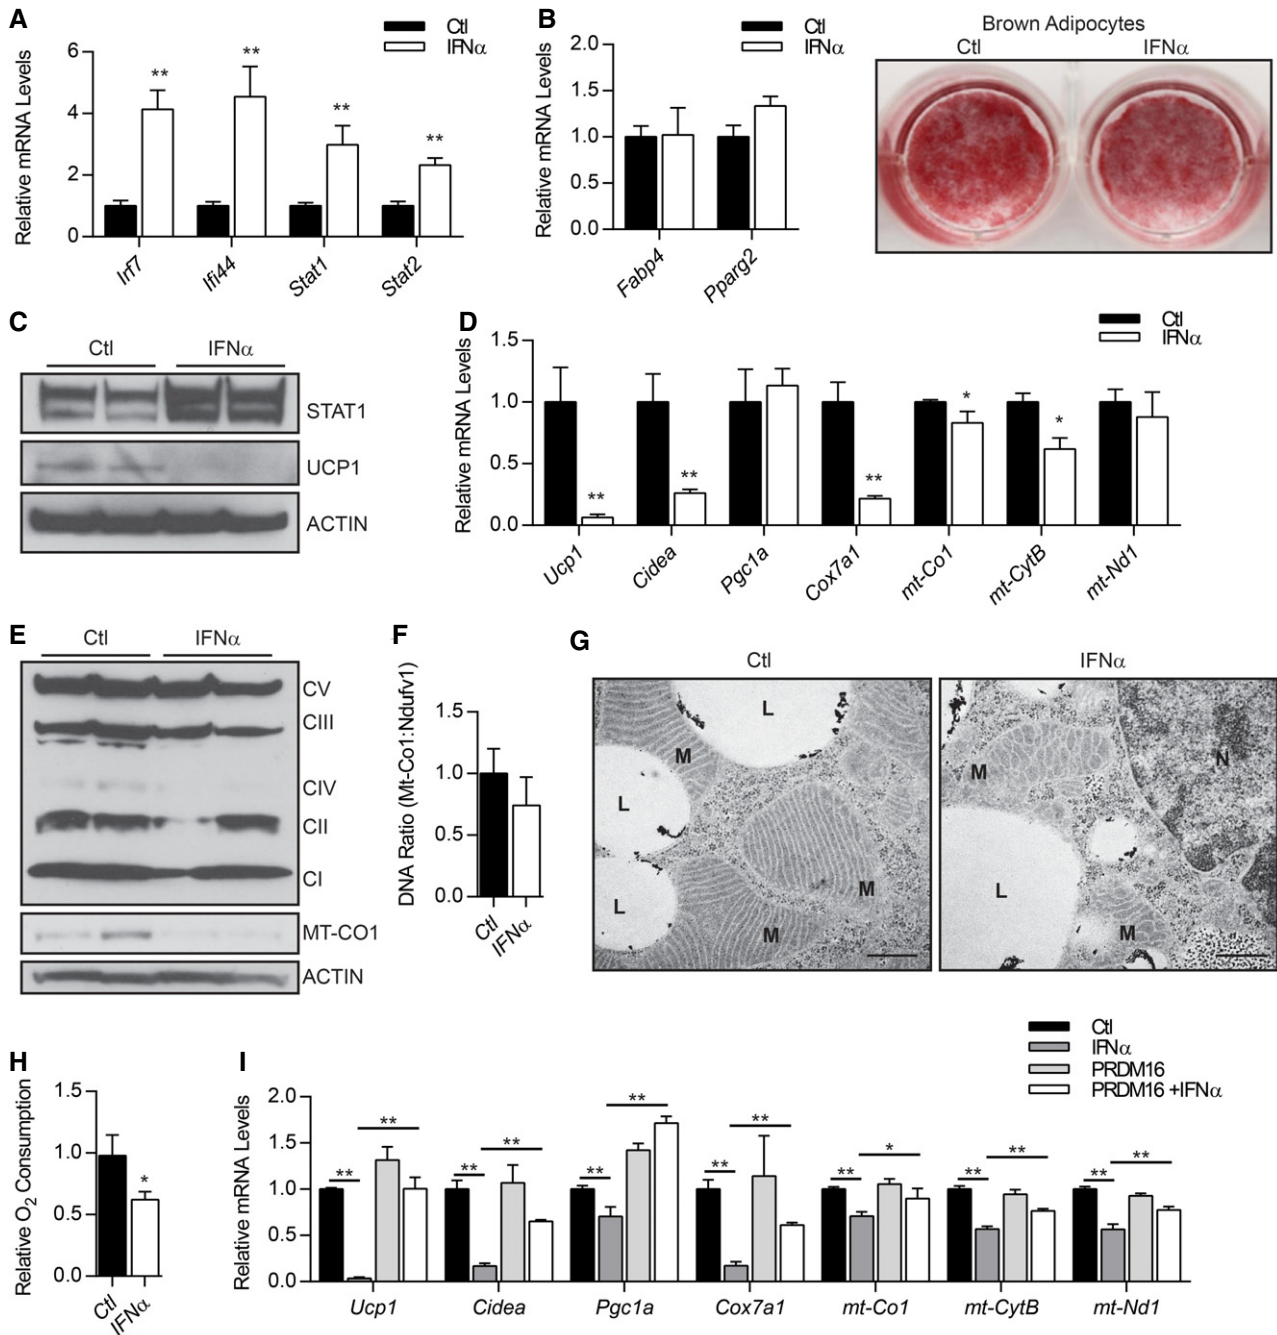 A
Ctl
IFNα
Relative mRNA Levels
6
4
2
0
**
**
**
**
Irf7
Ifi44
Stat1
Stat2
B
Ctl
IFNα
Relative mRNA Levels
2.0
1.5
1.0
0.5
0.0
Fabp4
Pparg2
Brown Adipocytes
Ctl
IFNα
C
Ctl
IFNα
STAT1
UCP1
ACTIN
D
Ctl
IFNα
Relative mRNA Levels
1.5
1.0
0.5
0.0
**
**
**
*
*
Ucp1
Cidea
Pgc1a
Cox7a1
mt-Co1
mt-CytB
mt-Nd1
E
Ctl
IFNα
CV
CIII
CIV
CII
CI
MT-CO1
ACTIN
F
DNA Ratio (Mt-Co1:Ndufv1)
1.5
1.0
0.5
0.0
Ctl
IFNα
G
Ctl
IFNα
L
M
L
M
L
M
M
N
L
M
H
Relative O2 Consumption
1.5
1.0
0.5
0.0
*
Ctl
IFNα
I
Ctl
IFNα
PRDM16
PRDM16 +IFNα
Relative mRNA Levels
2.0
1.5
1.0
0.5
0.0
**
**
**
**
**
**
**
**
**
*
**
**
**
**
Ucp1
Cidea
Pgc1a
Cox7a1
mt-Co1
mt-CytB
mt-Nd1